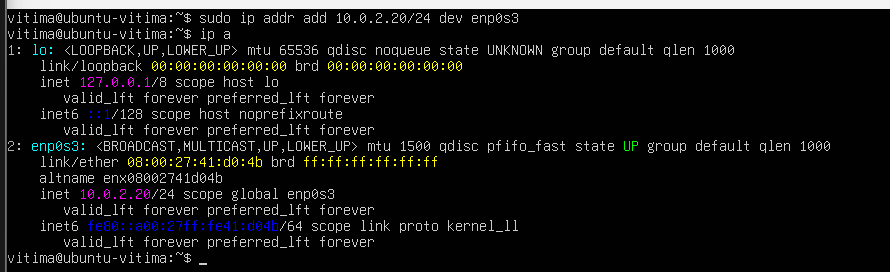 vitima@ubuntu-vitima:~$ sudo ip addr add 10.0.2.20/24 dev enp0s3
vitima@ubuntu-vitima:~$ ip a
1: lo: <LOOPBACK,UP,LOWER_UP> mtu 65536 qdisc noqueue state UNKNOWN group default qlen 1000
    link/loopback 00:00:00:00:00:00 brd 00:00:00:00:00:00
    inet 127.0.0.1/8 scope host lo
       valid_lft forever preferred_lft forever
    inet6 ::1/128 scope host noprefixroute
       valid_lft forever preferred_lft forever
2: enp0s3: <BROADCAST,MULTICAST,UP,LOWER_UP> mtu 1500 qdisc pfifo_fast state UP group default qlen 1000
    link/ether 08:00:27:41:d0:4b brd ff:ff:ff:ff:ff:ff
    altname enx08002741d04b
    inet 10.0.2.20/24 scope global enp0s3
       valid_lft forever preferred_lft forever
    inet6 fe80::a00:27ff:fe41:d04b/64 scope link proto kernel_ll
       valid_lft forever preferred_lft forever
vitima@ubuntu-vitima:~$ _